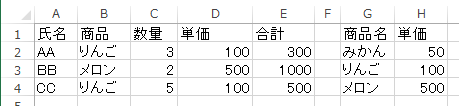 A B C D E F G H
1 氏名 商品 数量 単価 合計 商品名 単価
2 AA りんご 3 100 300 みかん 50
3 BB メロン 2 500 1000 りんご 100
4 CC りんご 5 100 500 メロン 500